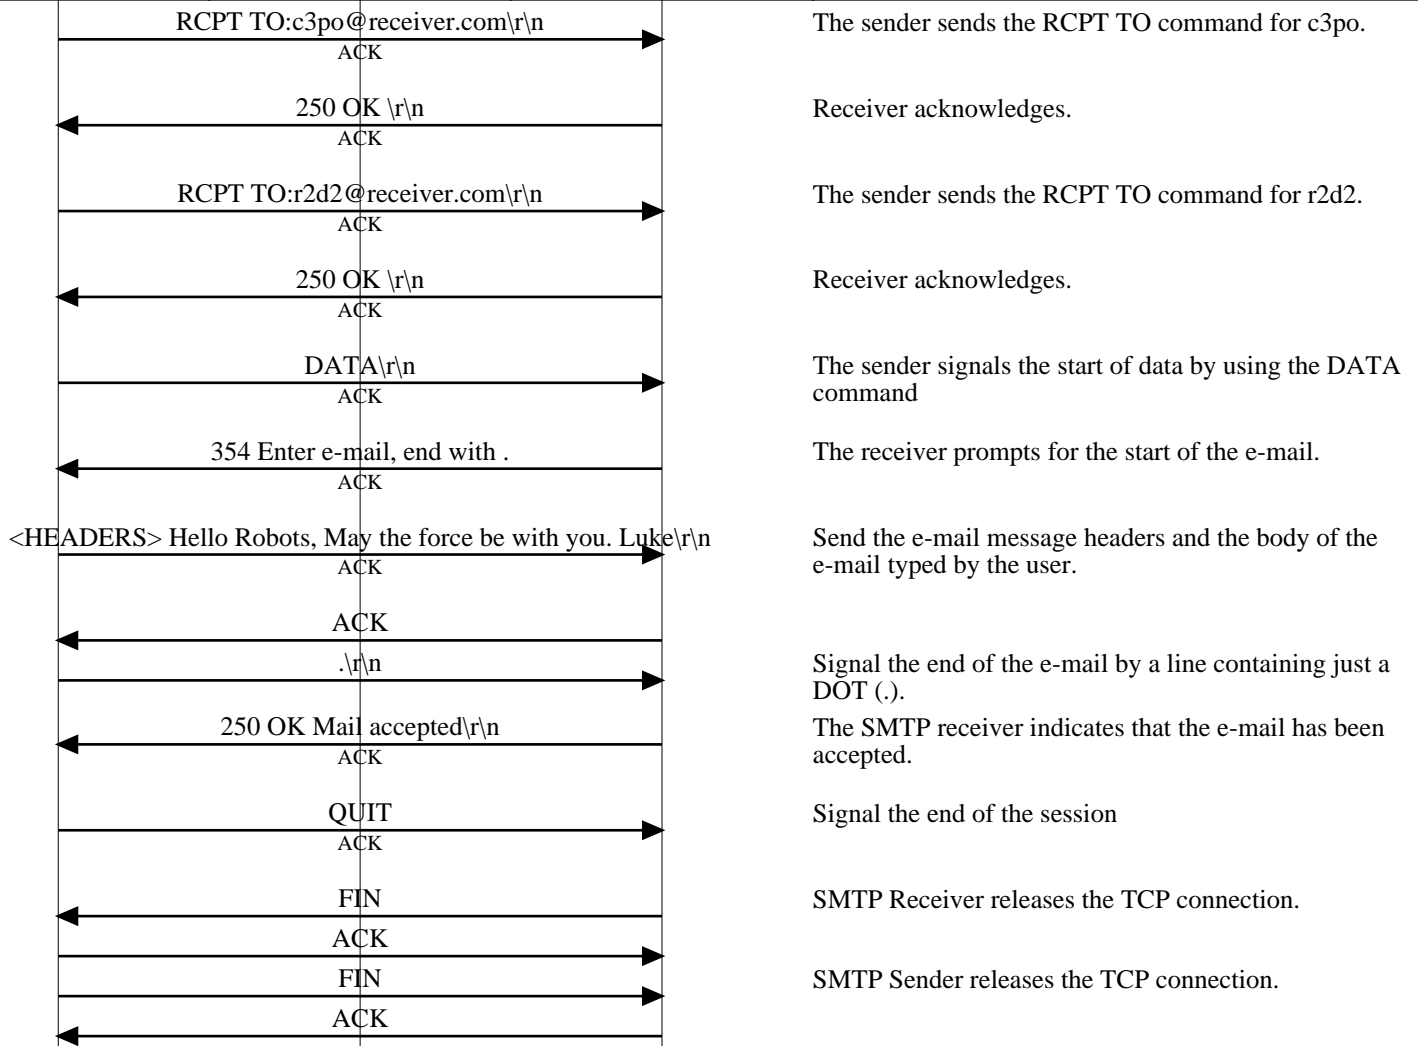 RCPT TO:c3po@receiver.com\r\n
The sender sends the RCPT TO command for c3po.
ACK
250 OK \r\n
Receiver acknowledges.
ACK
RCPT TO:r2d2@receiver.com\r\n
The sender sends the RCPT TO command for r2d2.
ACK
250 OK \r\n
Receiver acknowledges.
ACK
DATA\r\n
The sender signals the start of data by using the DATA
command
ACK
354 Enter e-mail, end with .
The receiver prompts for the start of the e-mail.
ACK
<HEADERS> Hello Robots, May the force be with you. Luke\r\n
Send the e-mail message headers and the body of the
e-mail typed by the user.
ACK
ACK
.\r\n
Signal the end of the e-mail by a line containing just a
DOT (.).
250 OK Mail accepted\r\n
The SMTP receiver indicates that the e-mail has been
accepted.
ACK
QUIT
Signal the end of the session
ACK
FIN
SMTP Receiver releases the TCP connection.
ACK
FIN
SMTP Sender releases the TCP connection.
ACK